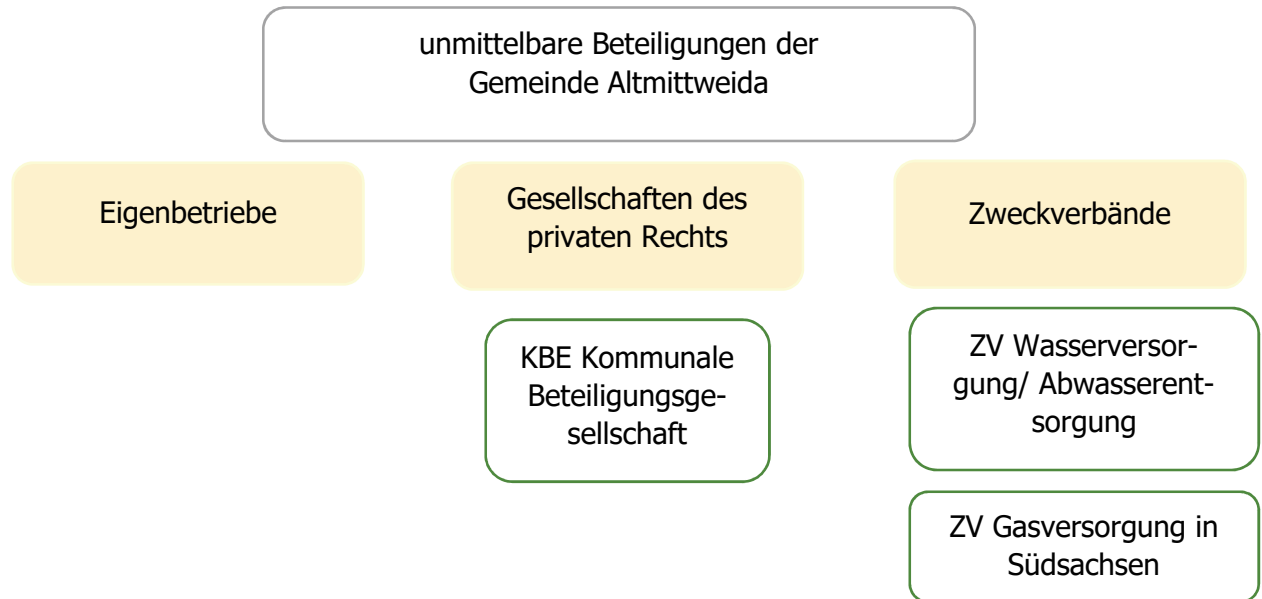 unmittelbare Beteiligungen der
Gemeinde Altmittweida
Eigenbetriebe
Gesellschaften des
privaten Rechts
Zweckverbände
KBE Kommunale
Beteiligungsge-
sellschaft
ZV Wasserversor-
gung/ Abwasserent-
sorgung
ZV Gasversorgung in
Südsachsen